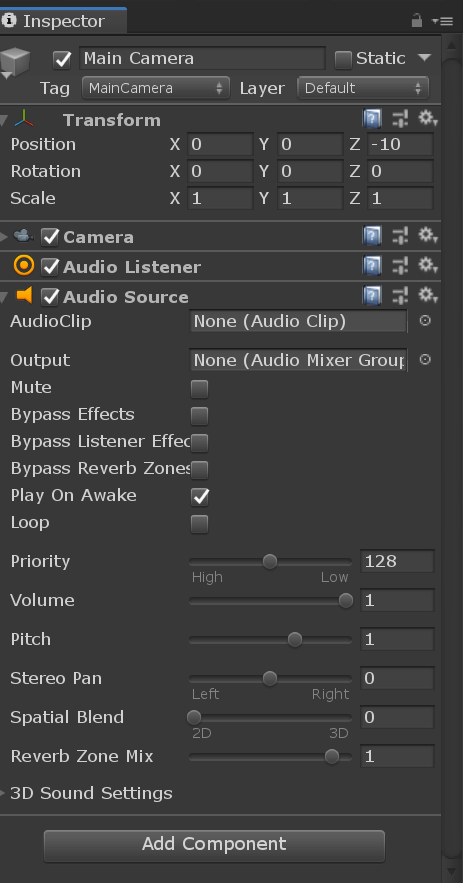 Inspector
Main Camera Static
Tag MainCamera Layer Default
Transform
Position X 0 Y 0 Z -10
Rotation X 0 Y 0 Z 0
Scale X 1 Y 1 Z 1
Camera
Audio Listener
Audio Source
AudioClip None (Audio Clip)
Output None (Audio Mixer Group
Mute
Bypass Effects
Bypass Listener Effec
Bypass Reverb Zones
Play On Awake
Loop
Priority 128
High Low
Volume 1
Pitch 1
Stereo Pan 0
Left Right
Spatial Blend 0
2D 3D
Reverb Zone Mix 1
3D Sound Settings
Add Component